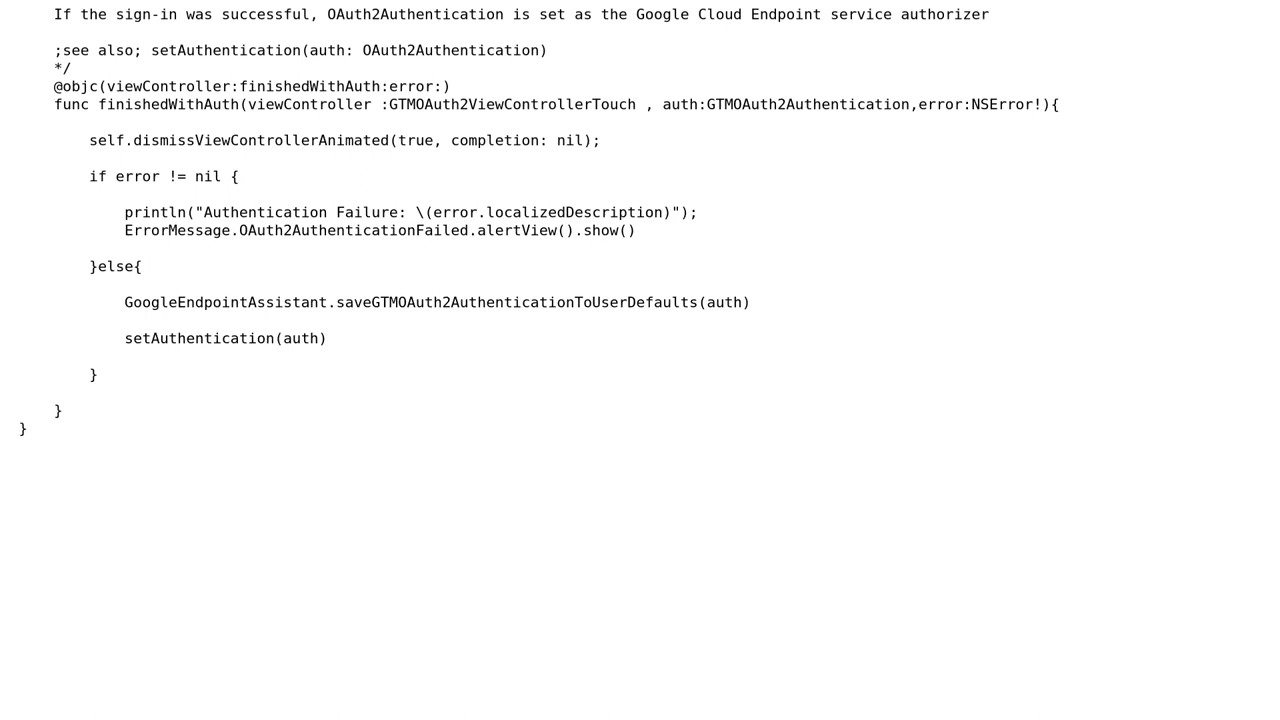 If the sign-in was successful, OAuth2Authentication is set as the Google Cloud Endpoint service authorizer
;see also; setAuthentication(auth: OAuth2Authentication)
*/
@objc(viewController:finishedWithAuth:error:)
func finishedWithAuth(viewController :GTMOAuth2ViewControllerTouch , auth:GTMOAuth2Authentication,error:NSError!){
self.dismissViewControllerAnimated(true, completion: nil);
if error != nil {
println("Authentication Failure: \(error.localizedDescription)");
ErrorMessage.OAuth2AuthenticationFailed.alertView().show()
}else{
GoogleEndpointAssistant.saveGTMOAuth2AuthenticationToUserDefaults(auth)
setAuthentication(auth)
}
}
}